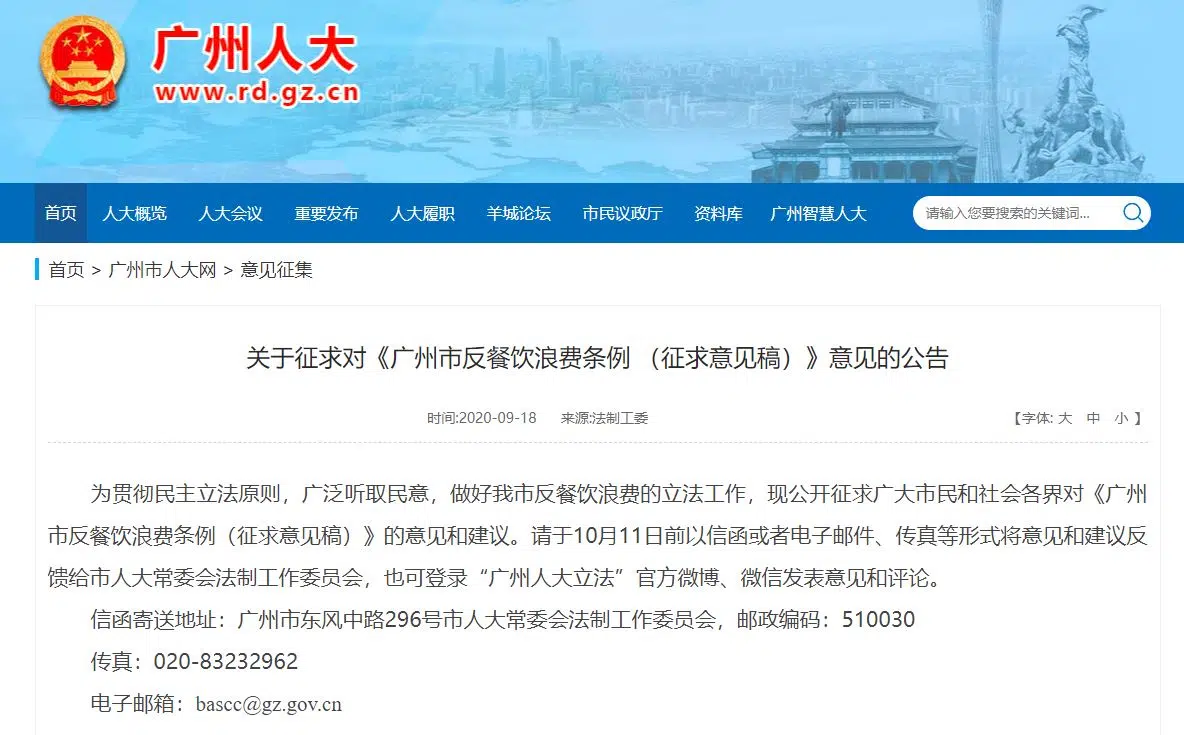 广州人大
www.rd.gz.cn
首页 人大概览 人大会议 重要发布 人大履职 羊城论坛 市民议政厅 资料库 广州智慧人大 请输入您要搜索的关键词...
首页 > 广州市人大网 > 意见征集
关于征求对《广州市反餐饮浪费条例 （征求意见稿）》意见的公告
时间:2020-09-18 来源:法制工委 【字体: 大 中 小 】
为贯彻民主立法原则，广泛听取民意，做好我市反餐饮浪费的立法工作，现公开征求广大市民和社会各界对《广州
市反餐饮浪费条例（征求意见稿）》的意见和建议。请于10月11日前以信函或者电子邮件、传真等形式将意见和建议反
馈给市人大常委会法制工作委员会，也可登录“广州人大立法”官方微博、微信发表意见和评论。
信函寄送地址：广州市东风中路296号市人大常委会法制工作委员会，邮政编码：510030
传真：020-83232962
电子邮箱：bascc@gz.gov.cn